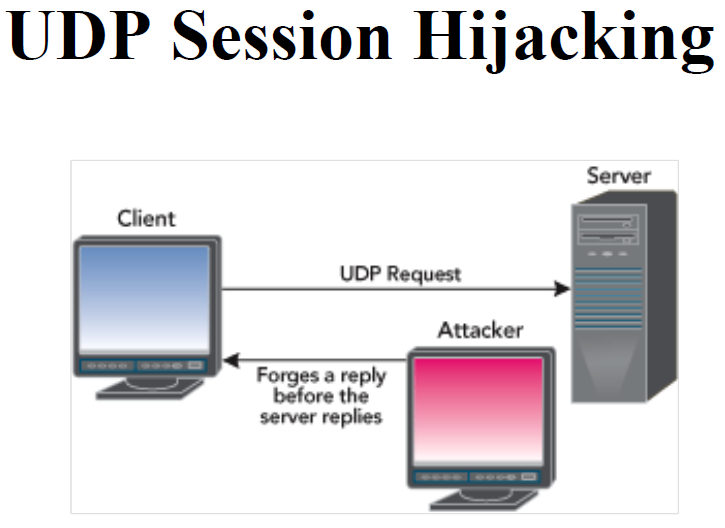 UDP Session Hijacking
Server
Client
UDP Request
Attacker
Forges a reply
before the
server replies